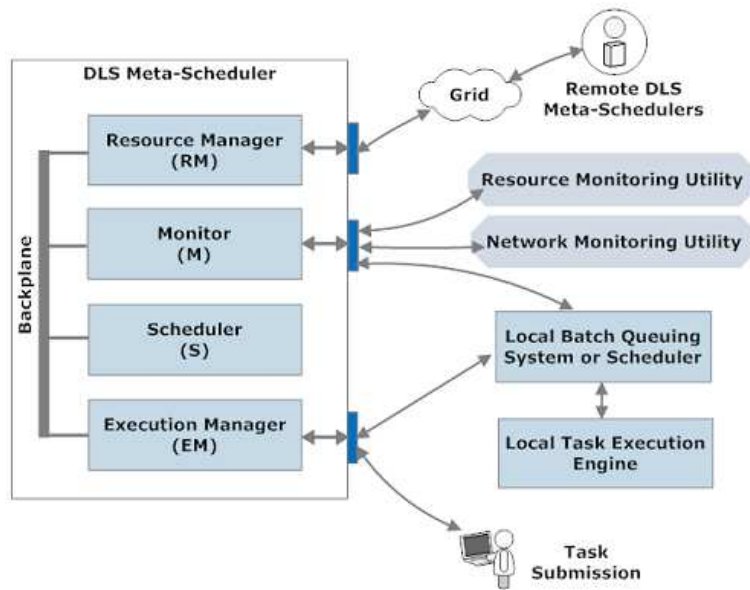 DLS Meta-Scheduler
Backplane
Resource Manager
(RM)
Monitor
(M)
Scheduler
(S)
Execution Manager
(EM)
Grid
Remote DLS
Meta-Schedulers
Resource Monitoring Utility
Network Monitoring Utility
Local Batch Queuing
System or Scheduler
Local Task Execution
Engine
Task
Submission